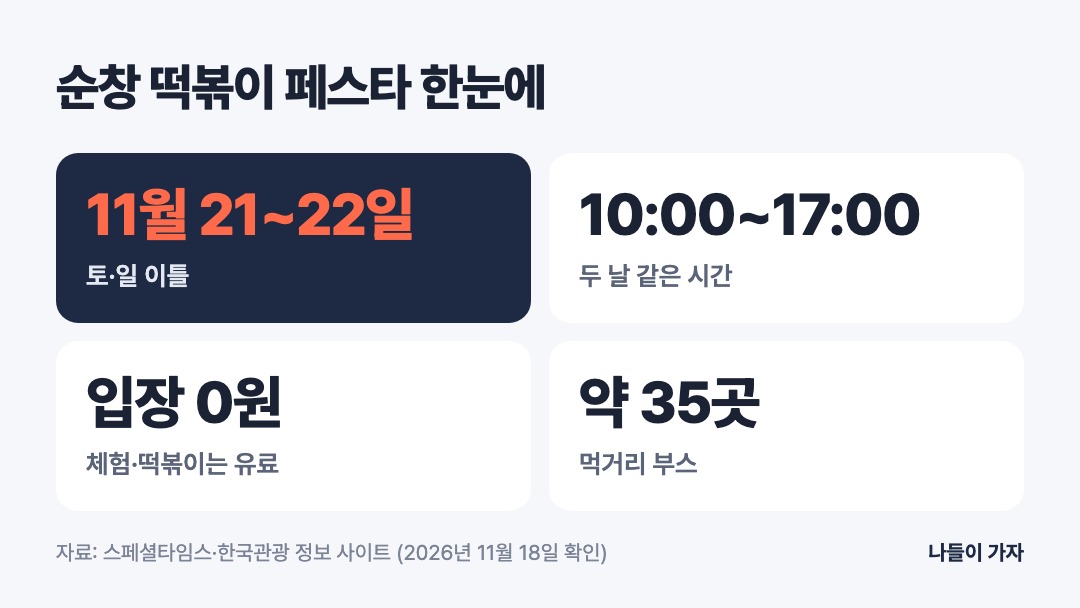 순창 떡볶이 페스타 한눈에
11월 21~22일
토·일 이틀
10:00~17:00
두 날 같은 시간
입장 0원
체험·떡볶이는 유료
약 35곳
먹거리 부스
자료: 스페셜타임스·한국관광 정보 사이트 (2026년 11월 18일 확인)
나들이 가자